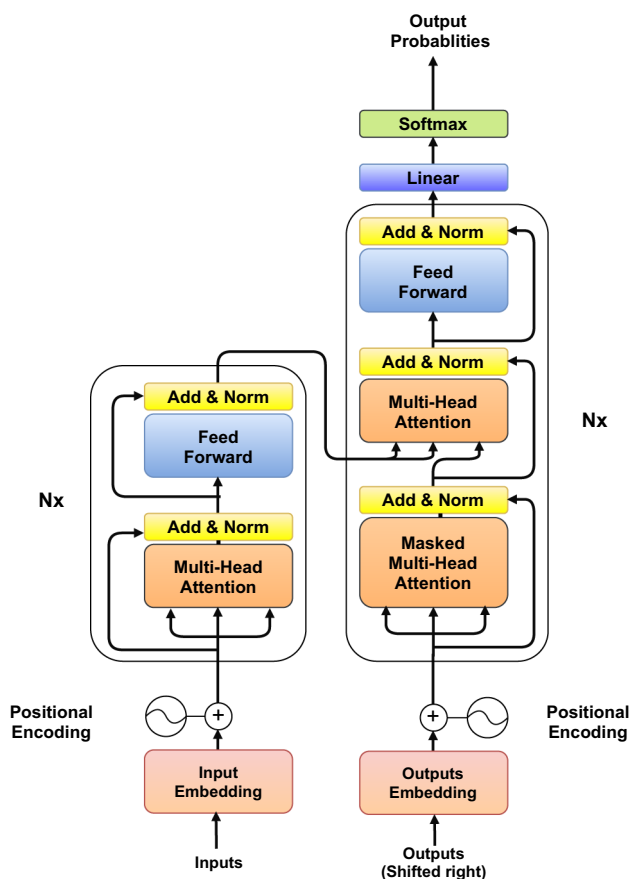 Output
Probablities
Softmax
Linear
Add & Norm
Feed
Forward
Add & Norm
Multi-Head
Attention
Nx
Add & Norm
Masked
Multi-Head
Attention
Add & Norm
Feed
Forward
Nx
Add & Norm
Multi-Head
Attention
Positional
Encoding
+
+
Positional
Encoding
Input
Embedding
Outputs
Embedding
Inputs
Outputs
(Shifted right)